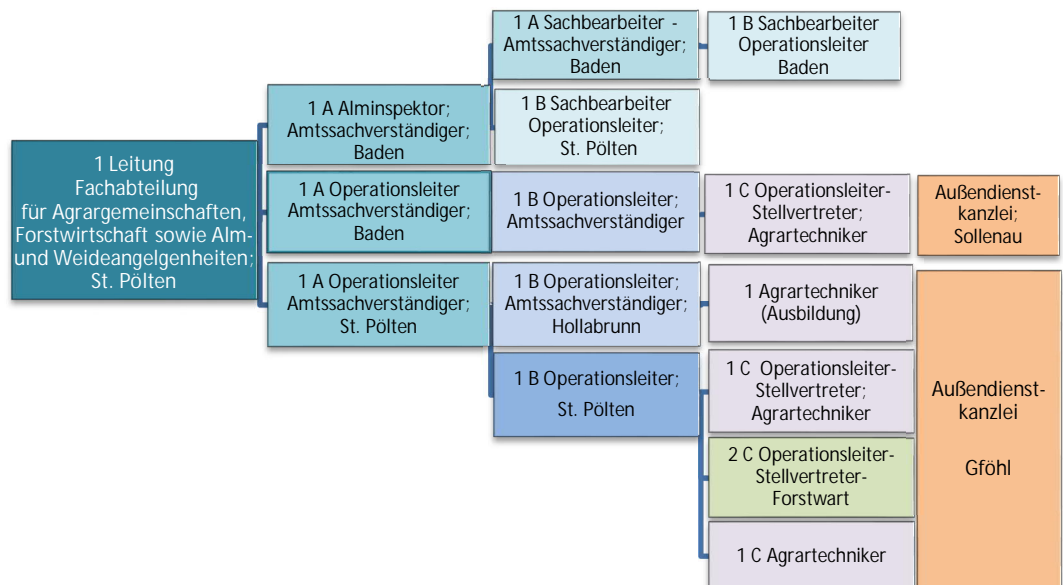 1 Leitung
Fachabteilung
für Agrargemeinschaften,
Forstwirtschaft sowie Alm-
und Weideangelgenheiten;
St. Pölten
1 A Alminspektor;
Amtssachverständiger;
Baden
1 A Sachbearbeiter -
Amtssachverständiger;
Baden
1 B Sachbearbeiter
Operationsleiter
Baden
1 B Sachbearbeiter
Operationsleiter;
St. Pölten
1 A Operationsleiter
Amtssachverständiger;
Baden
1 B Operationsleiter;
Amtssachverständiger
1 C Operationsleiter-
Stellvertreter;
Agrartechniker
Außendienst-
kanzlei;
Sollenau
1 A Operationsleiter
Amtssachverständiger;
St. Pölten
1 B Operationsleiter;
Amtssachverständiger;
Hollabrunn
1 Agrartechniker
(Ausbildung)
1 B Operationsleiter;
St. Pölten
1 C Operationsleiter-
Stellvertreter;
Agrartechniker
2 C Operationsleiter-
Stellvertreter-
Forstwart
1 C Agrartechniker
Außendienst-
kanzlei
Gföhl